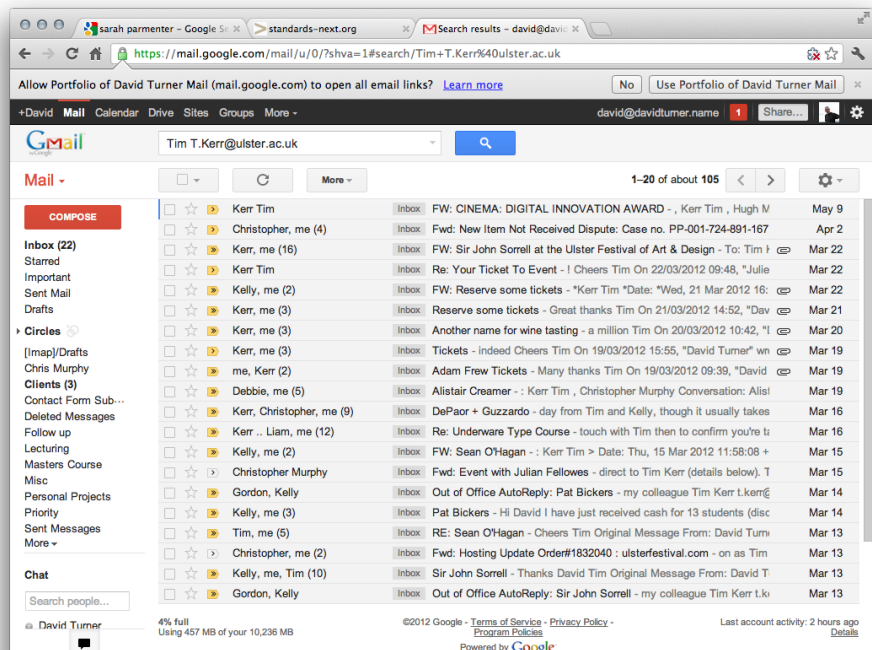 sarah parmenter - Google Se
standards-next.org
Search results - david@david
https://mail.google.com/mail/u/0/?shva=1#search/Tim+T.Kerr%40ulster.ac.uk
Allow Portfolio of David Turner Mail (mail.google.com) to open all email links? Learn more No Use Portfolio of David Turner Mail
+David Mail Calendar Drive Sites Groups More david@davidturner.name 1 Share...
Gmail
by Google
Tim T.Kerr@ulster.ac.uk
Mail More 1–20 of about 105
COMPOSE
Inbox (22)
Starred
Important
Sent Mail
Drafts
Circles
[Imap]/Drafts
Chris Murphy
Clients (3)
Contact Form Sub...
Deleted Messages
Follow up
Lecturing
Masters Course
Misc
Personal Projects
Priority
Sent Messages
More
Chat
Search people...
David Turner
Kerr Tim Inbox FW: CINEMA: DIGITAL INNOVATION AWARD - , Kerr Tim , Hugh M May 9
Christopher, me (4) Inbox Fwd: New Item Not Received Dispute: Case no. PP-001-724-891-167 Apr 2
Kerr, me (16) Inbox FW: Sir John Sorrell at the Ulster Festival of Art & Design - To: Tim Mar 22
Kerr Tim Inbox Re: Your Ticket To Event - ! Cheers Tim On 22/03/2012 09:48, "Julie Mar 22
Kelly, me (2) Inbox FW: Reserve some tickets - *Kerr Tim *Date: *Wed, 21 Mar 2012 16: Mar 22
Kerr, me (3) Inbox Reserve some tickets - Great thanks Tim On 21/03/2012 14:52, "Dav Mar 21
Kerr, me (3) Inbox Another name for wine tasting - a million Tim On 20/03/2012 10:42, " Mar 20
Kerr, me (3) Inbox Tickets - indeed Cheers Tim On 19/03/2012 15:55, "David Turner" wr Mar 19
me, Kerr (2) Inbox Adam Frew Tickets - Many thanks Tim On 19/03/2012 09:39, "David Mar 19
Debbie, me (5) Inbox Alistair Creamer - : Kerr Tim , Christopher Murphy Conversation: Alist Mar 19
Kerr, Christopher, me (9) Inbox DePaor + Guzzardo - day from Tim and Kelly, though it usually takes Mar 16
Kerr .. Liam, me (12) Inbox Re: Underware Type Course - touch with Tim then to confirm you're ta Mar 16
Kelly, me (2) Inbox FW: Sean O'Hagan - : Kerr Tim > Date: Thu, 15 Mar 2012 11:58:08 + Mar 15
Christopher Murphy Inbox Fwd: Event with Julian Fellowes - direct to Tim Kerr (details below). T Mar 15
Gordon, Kelly Inbox Out of Office AutoReply: Pat Bickers - my colleague Tim Kerr t.kerr@ Mar 14
Kelly, me (3) Inbox Pat Bickers - Hi David I have just received cash for 13 students (disc Mar 14
Tim, me (5) Inbox RE: Sean O'Hagan - Cheers Tim Original Message From: David Turne Mar 13
Christopher, me (2) Inbox Fwd: Hosting Update Order#1832040 : ulsterfestival.com - on as Tim Mar 13
Kelly, me, Tim (10) Inbox Sir John Sorrell - Thanks David Tim Original Message From: David T Mar 13
Gordon, Kelly Inbox Out of Office AutoReply: Sir John Sorrell - my colleague Tim Kerr t.k Mar 13
4% full
Using 457 MB of your 10,236 MB
©2012 Google - Terms of Service - Privacy Policy -
Program Policies
Powered by Google
Last account activity: 2 hours ago
Details